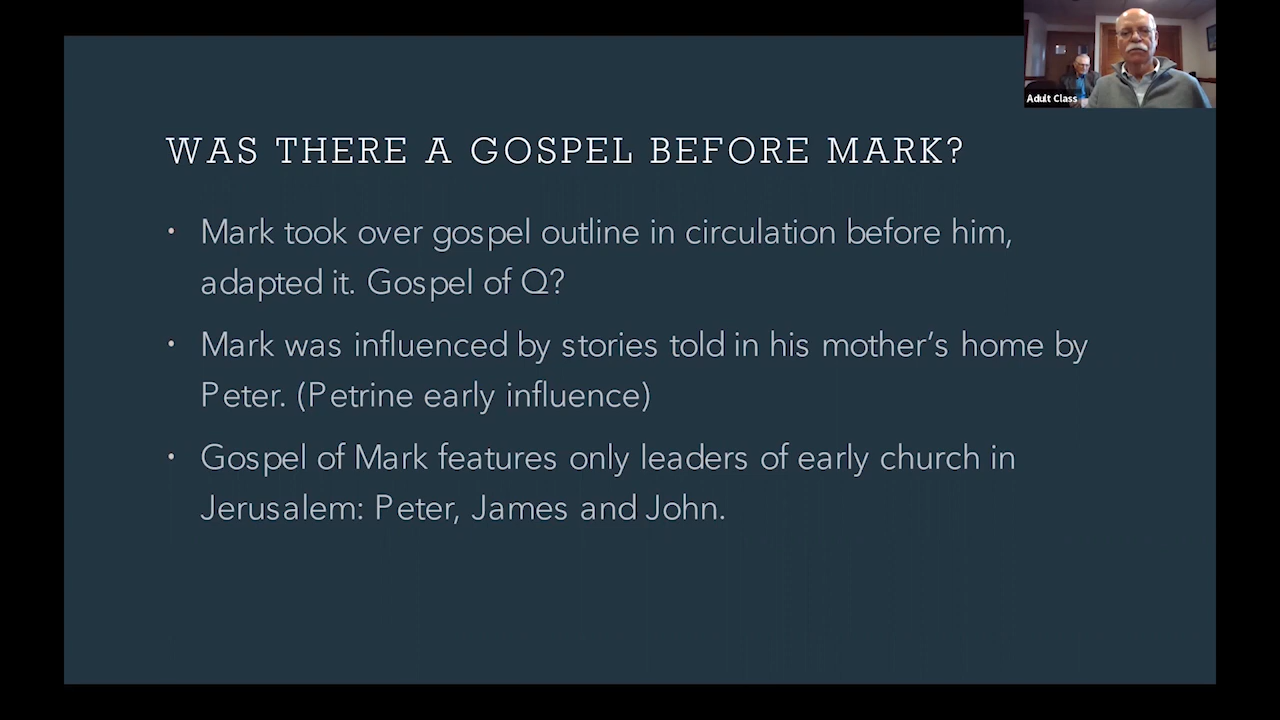 Adult Class
WAS THERE A GOSPEL BEFORE MARK?
• Mark took over gospel outline in circulation before him,
adapted it. Gospel of Q?
• Mark was influenced by stories told in his mother’s home by
Peter. (Petrine early influence)
• Gospel of Mark features only leaders of early church in
Jerusalem: Peter, James and John.